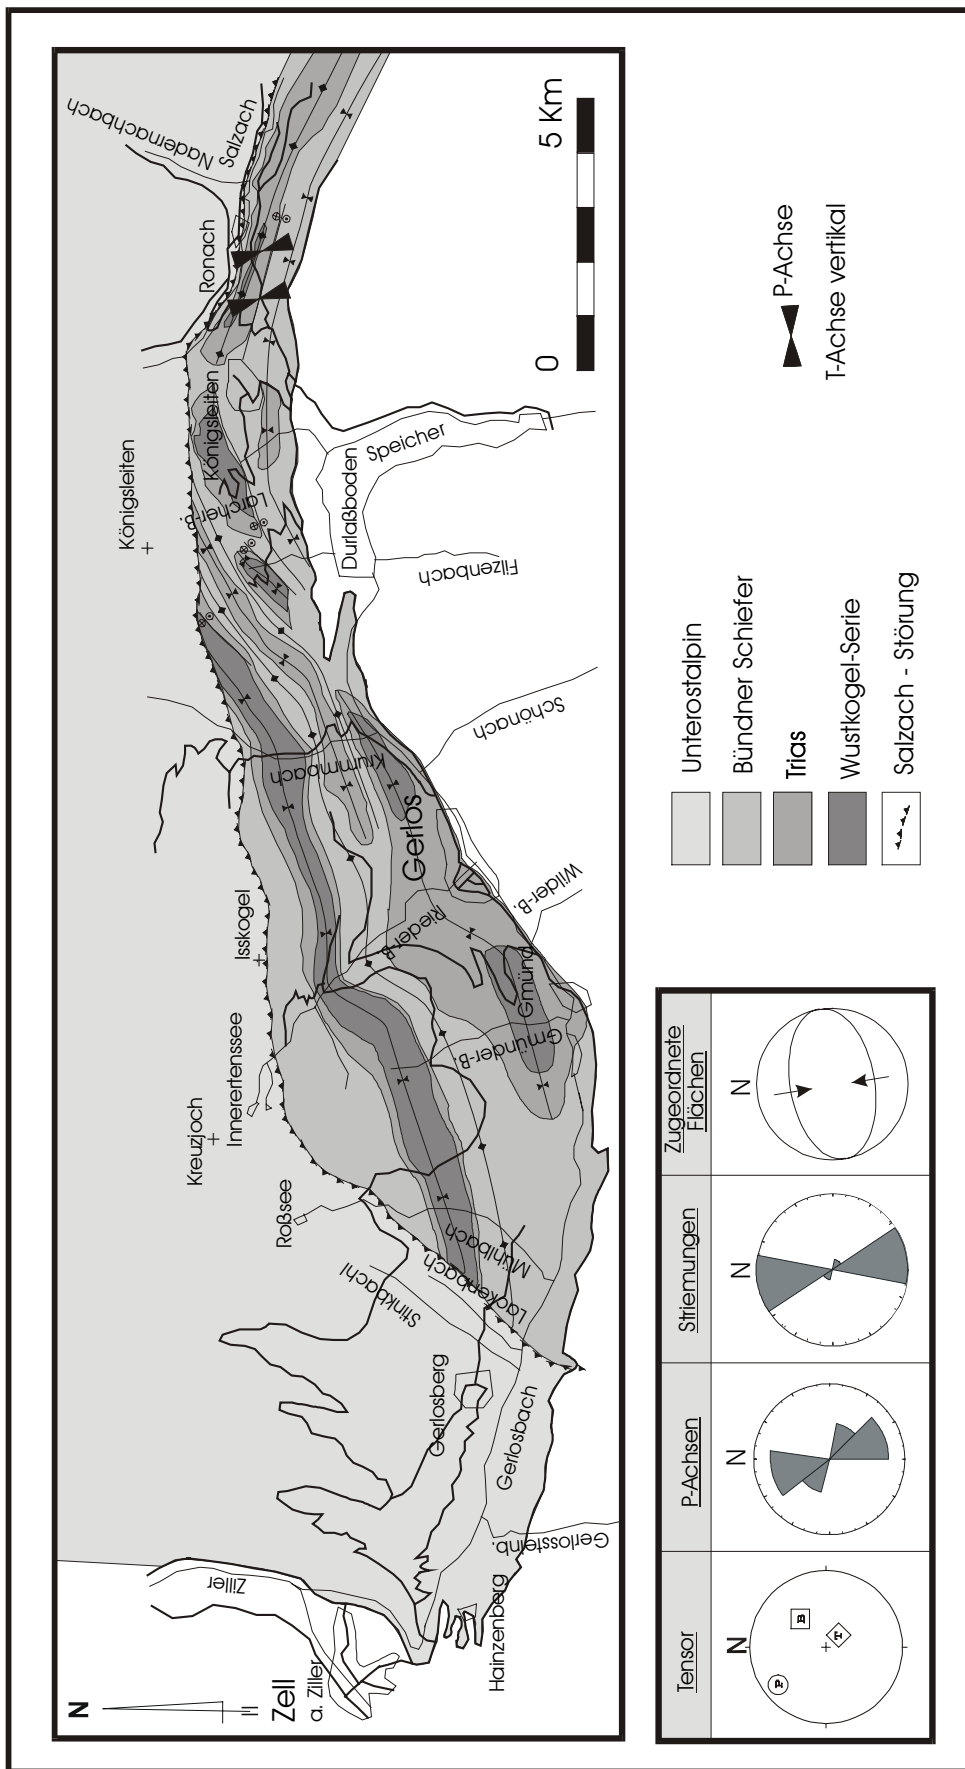 N
Zell
a. Ziller
Ziller
Hainzenberg
Gerlossteinb.
Gerlosbach
Gerlosberg
Stinkbachl
Lackenbach
Mühlbach
Roßsee
Kreuzjoch
Innerertenssee
Isskogel
Gmünder-B.
Gmünd
Rieder-B.
Wilder-B.
Gerlos
Krummbach
Schönach
Königsleiten
Larcher-B.
Königsleiten
Filzenbach
Durlaßboden
Speicher
Ronach
Nadernachbach
Salzach
0
5 Km
Tensor
N
P
B
T
P-Achsen
N
Striemungen
N
Zugeordnete
Flächen
N
Unterostalpin
Bündner Schiefer
Trias
Wustkogel-Serie
Salzach - Störung
P-Achse
T-Achse vertikal